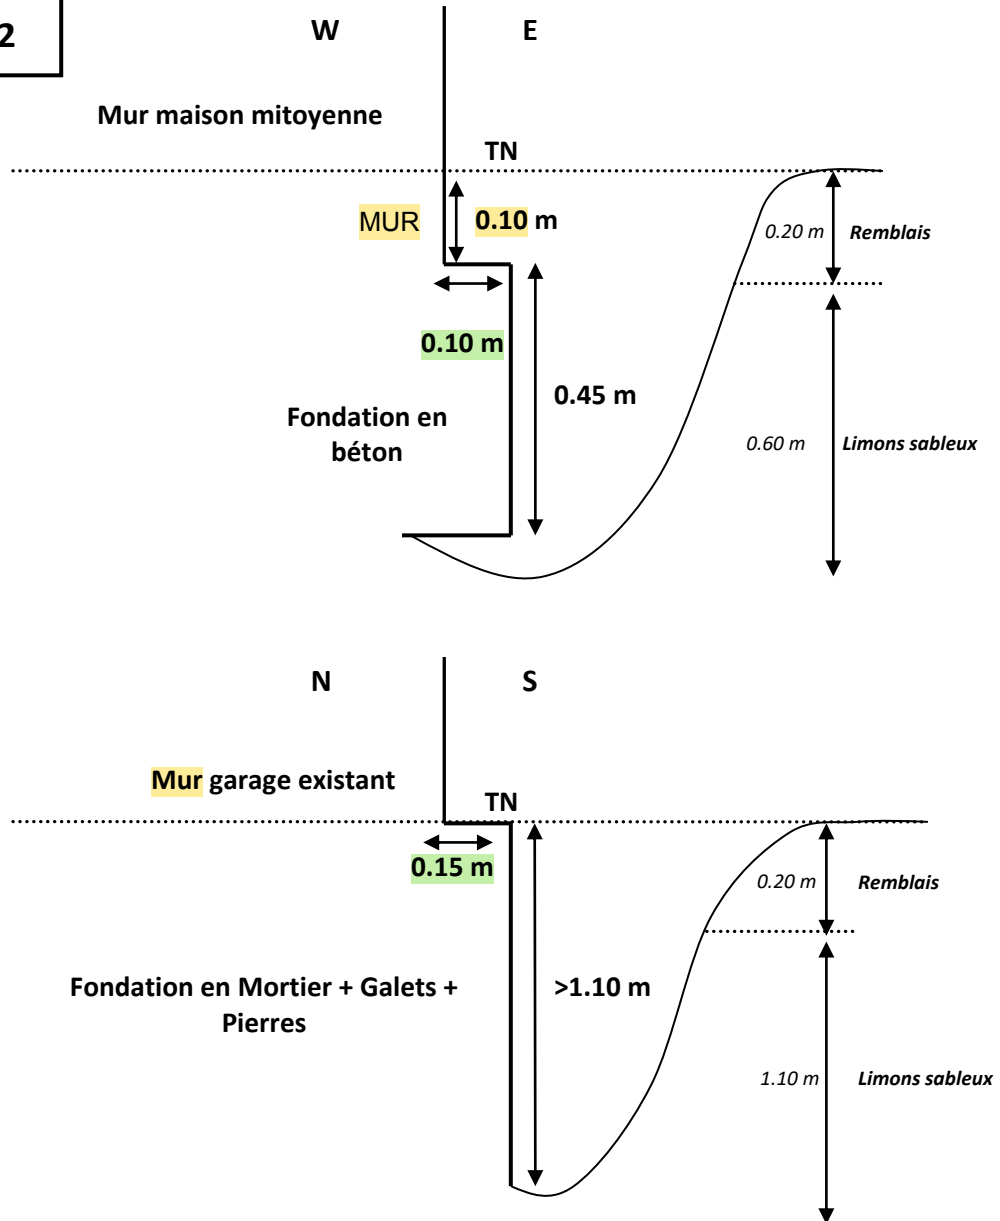 2
W
E
Mur maison mitoyenne
TN
MUR
0.10 m
0.20 m
Remblais
0.10 m
0.45 m
Fondation en
béton
0.60 m
Limons sableux
N
S
Mur garage existant
TN
0.15 m
0.20 m
Remblais
Fondation en Mortier + Galets +
Pierres
>1.10 m
1.10 m
Limons sableux